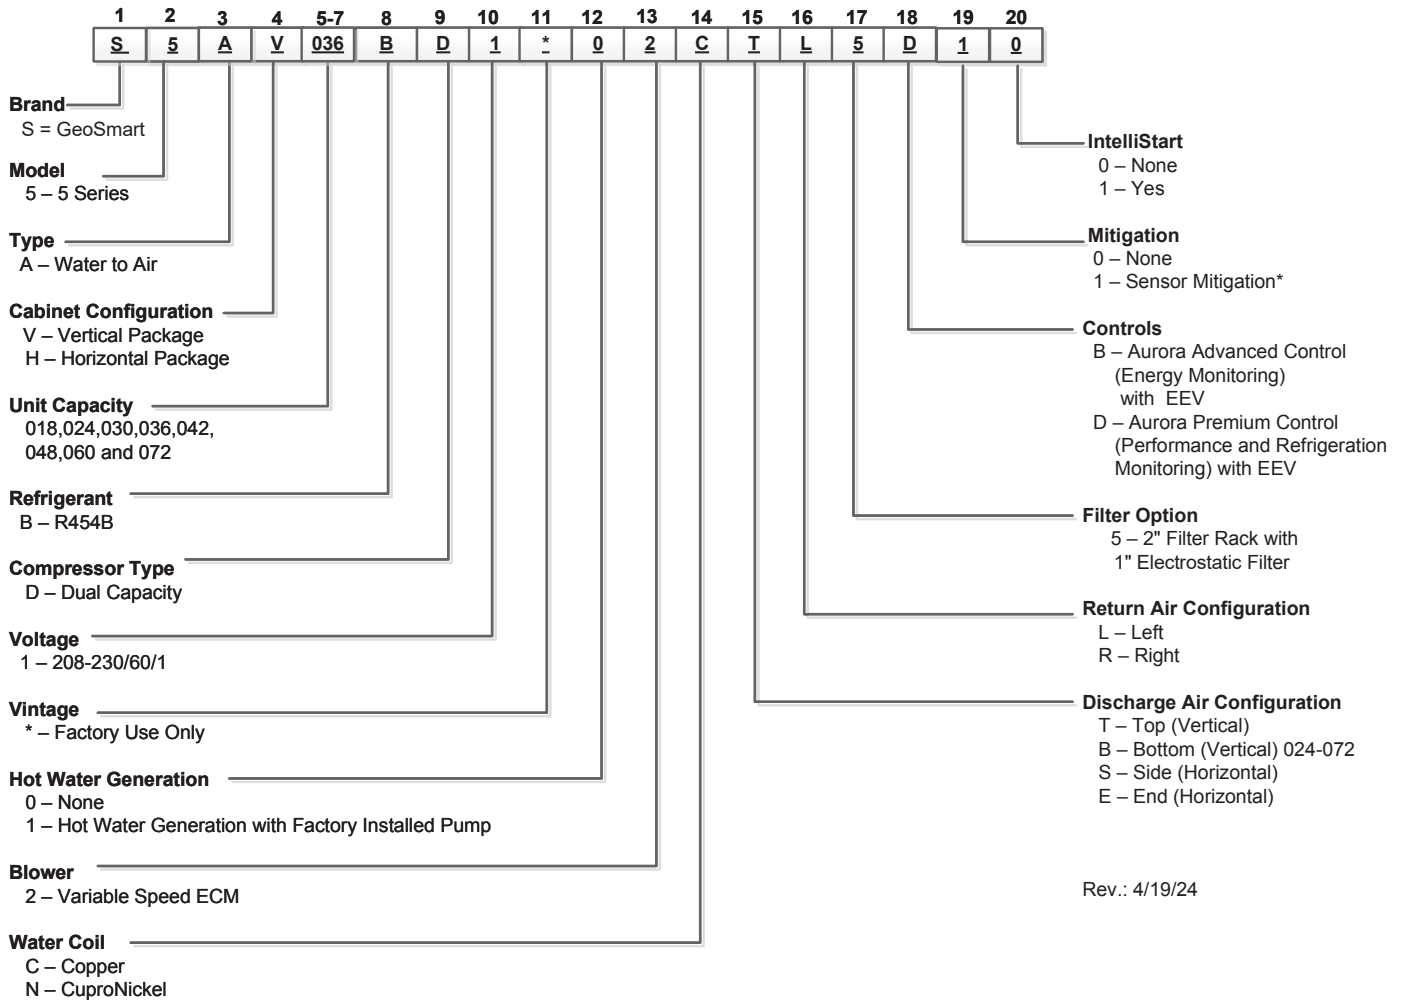 1 2 3 4 5-7 8 9 10 11 12 13 14 15 16 17 18 19 20
S 5 A V 036 B D 1 * 0 2 C T L 5 D 1 0
Brand
S = GeoSmart
Model
5 – 5 Series
Type
A – Water to Air
Cabinet Configuration
V – Vertical Package
H – Horizontal Package
Unit Capacity
018,024,030,036,042,
048,060 and 072
Refrigerant
B – R454B
Compressor Type
D – Dual Capacity
Voltage
1 – 208-230/60/1
Vintage
* – Factory Use Only
Hot Water Generation
0 – None
1 – Hot Water Generation with Factory Installed Pump
Blower
2 – Variable Speed ECM
Water Coil
C – Copper
N – CuproNickel
IntelliStart
0 – None
1 – Yes
Mitigation
0 – None
1 – Sensor Mitigation*
Controls
B – Aurora Advanced Control
(Energy Monitoring)
with EEV
D – Aurora Premium Control
(Performance and Refrigeration
Monitoring) with EEV
Filter Option
5 – 2" Filter Rack with
1" Electrostatic Filter
Return Air Configuration
L – Left
R – Right
Discharge Air Configuration
T – Top (Vertical)
B – Bottom (Vertical) 024-072
S – Side (Horizontal)
E – End (Horizontal)
Rev.: 4/19/24